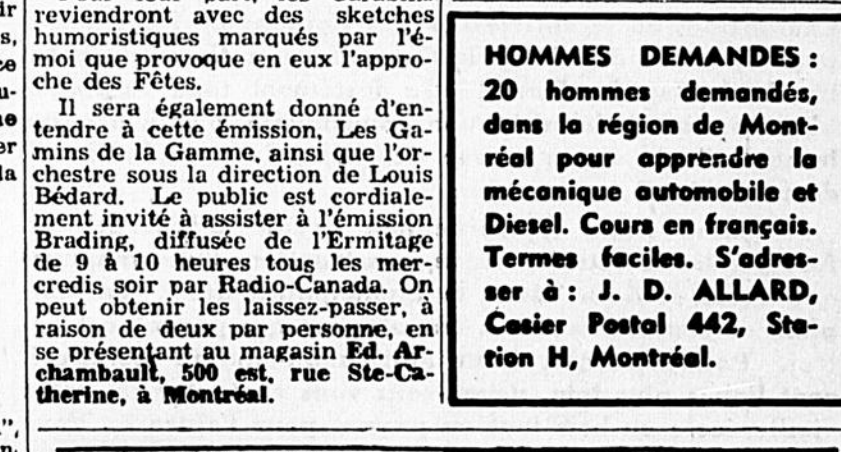 ir
s,
ce
u-
ne
er
la
",
reviendront avec des sketches
humoristiques marqués par l'é-
moi que provoque en eux l'appro-
che des Fêtes.
Il sera également donné d'en-
tendre à cette émission, Les Ga-
mins de la Gamme, ainsi que l'or-
chestre sous la direction de Louis
Bédard. Le public est cordiale-
ment invité à assister à l'émission
Brading, diffusée de l'Ermitage
de 9 à 10 heures tous les mer-
credis soir par Radio-Canada. On
peut obtenir les laissez-passer, à
raison de deux par personne, en
se présentant au magasin Ed. Ar-
chambault, 500 est, rue Ste-Ca-
therine, à Montréal.
HOMMES DEMANDES :
20 hommes demandés,
dans la région de Mont-
réal pour apprendre la
mécanique automobile et
Diesel. Cours en français.
Termes faciles. S'adres-
ser à : J. D. ALLARD,
Casier Postal 442, Sta-
tion H, Montréal.